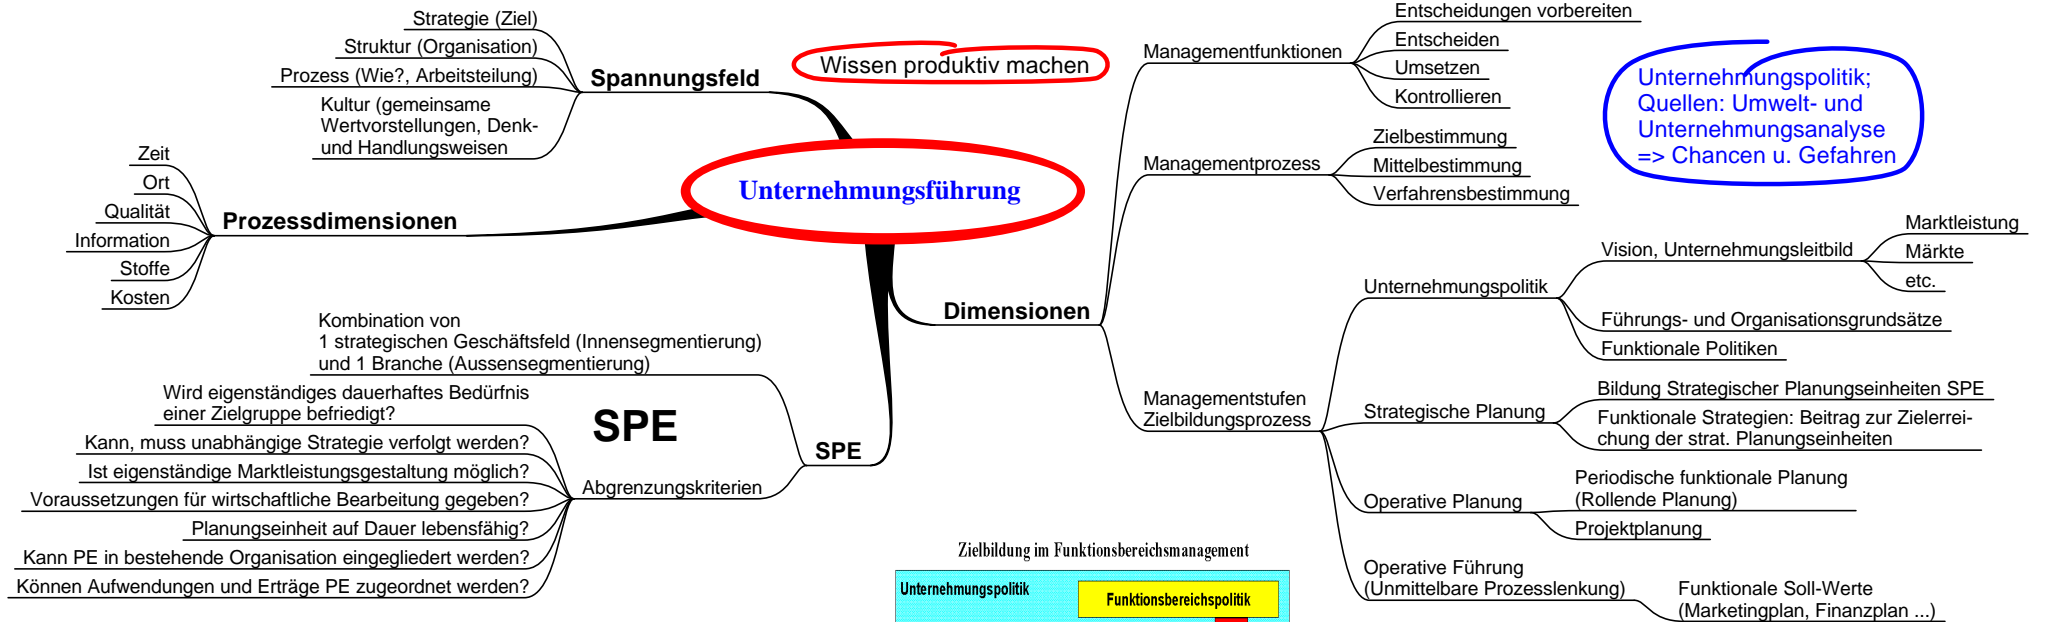 Strategie (Ziel)
Struktur (Organisation)
Prozess (Wie?, Arbeitsteilung)
Kultur (gemeinsame
Wertvorstellungen, Denk-
und Handlungsweisen
Spannungsfeld
Zeit
Ort
Qualität
Information
Stoffe
Kosten
Prozessdimensionen
Kombination von
1 strategischen Geschäftsfeld (Innensegmentierung)
und 1 Branche (Aussensegmentierung)
Wird eigenständiges dauerhaftes Bedürfnis
einer Zielgruppe befriedigt?
Kann, muss unabhängige Strategie verfolgt werden?
Ist eigenständige Marktleistungsgestaltung möglich?
Voraussetzungen für wirtschaftliche Bearbeitung gegeben?
Planungseinheit auf Dauer lebensfähig?
Kann PE in bestehende Organisation eingegliedert werden?
Können Aufwendungen und Erträge PE zugeordnet werden?
Abgrenzungskriterien
SPE
SPE
Wissen produktiv machen
Unternehmungsführung
Dimensionen
Managementfunktionen
Entscheidungen vorbereiten
Entscheiden
Umsetzen
Kontrollieren
Managementprozess
Zielbestimmung
Mittelbestimmung
Verfahrensbestimmung
Managementstufen
Zielbildungsprozess
Unternehmungspolitik
Vision, Unternehmungsleitbild
Marktleistung
Märkte
etc.
Führungs- und Organisationsgrundsätze
Funktionale Politiken
Strategische Planung
Bildung Strategischer Planungseinheiten SPE
Funktionale Strategien: Beitrag zur Zielerrei-
chung der strat. Planungseinheiten
Operative Planung
Periodische funktionale Planung
(Rollende Planung)
Projektplanung
Operative Führung
(Unmittelbare Prozesslenkung)
Funktionale Soll-Werte
(Marketingplan, Finanzplan ...)
Unternehmungspolitik;
Quellen: Umwelt- und
Unternehmungsanalyse
=> Chancen u. Gefahren
Zielbildung im Funktionsbereichsmanagement
Unternehmungspolitik
Funktionsbereichspolitik